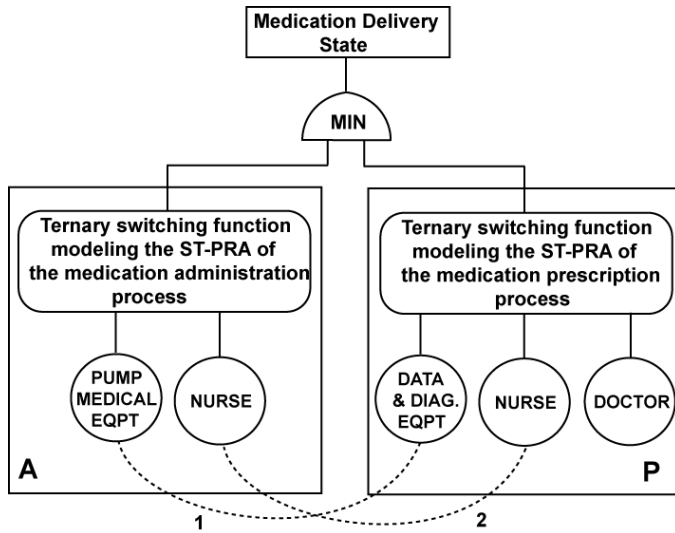 Medication Delivery
State
MIN
Ternary switching function
modeling the ST-PRA of
the medication administration
process
PUMP
MEDICAL
EQPT
NURSE
A
Ternary switching function
modeling the ST-PRA of
the medication prescription
process
DATA
& DIAG.
EQPT
NURSE
DOCTOR
P
1
2